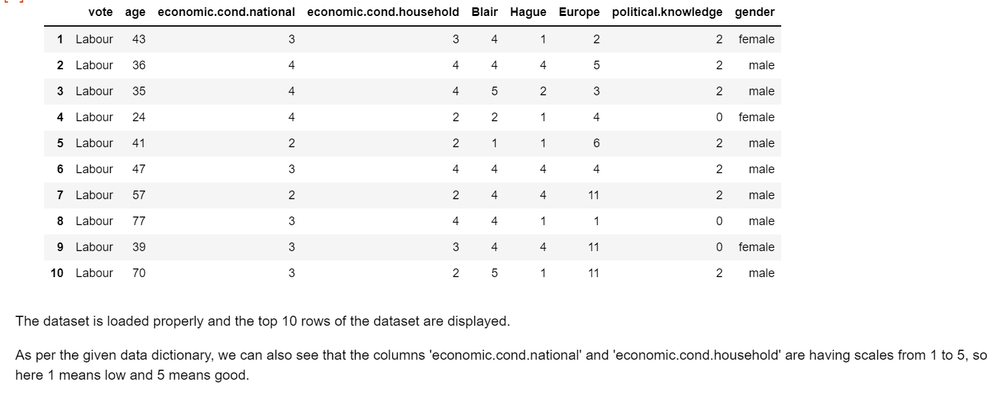 vote age economic.cond.national economic.cond.household Blair Hague Europe political.knowledge gender
1 Labour 43 3 3 4 1 2 2 female
2 Labour 36 4 4 4 4 5 2 male
3 Labour 35 4 4 5 2 3 2 male
4 Labour 24 4 2 2 1 4 0 female
5 Labour 41 2 2 1 1 6 2 male
6 Labour 47 3 4 4 4 4 2 male
7 Labour 57 2 2 4 4 11 2 male
8 Labour 77 3 4 4 1 1 0 male
9 Labour 39 3 3 4 4 11 0 female
10 Labour 70 3 2 5 1 11 2 male
The dataset is loaded properly and the top 10 rows of the dataset are displayed.
As per the given data dictionary, we can also see that the columns 'economic.cond.national' and 'economic.cond.household' are having scales from 1 to 5, so
here 1 means low and 5 means good.